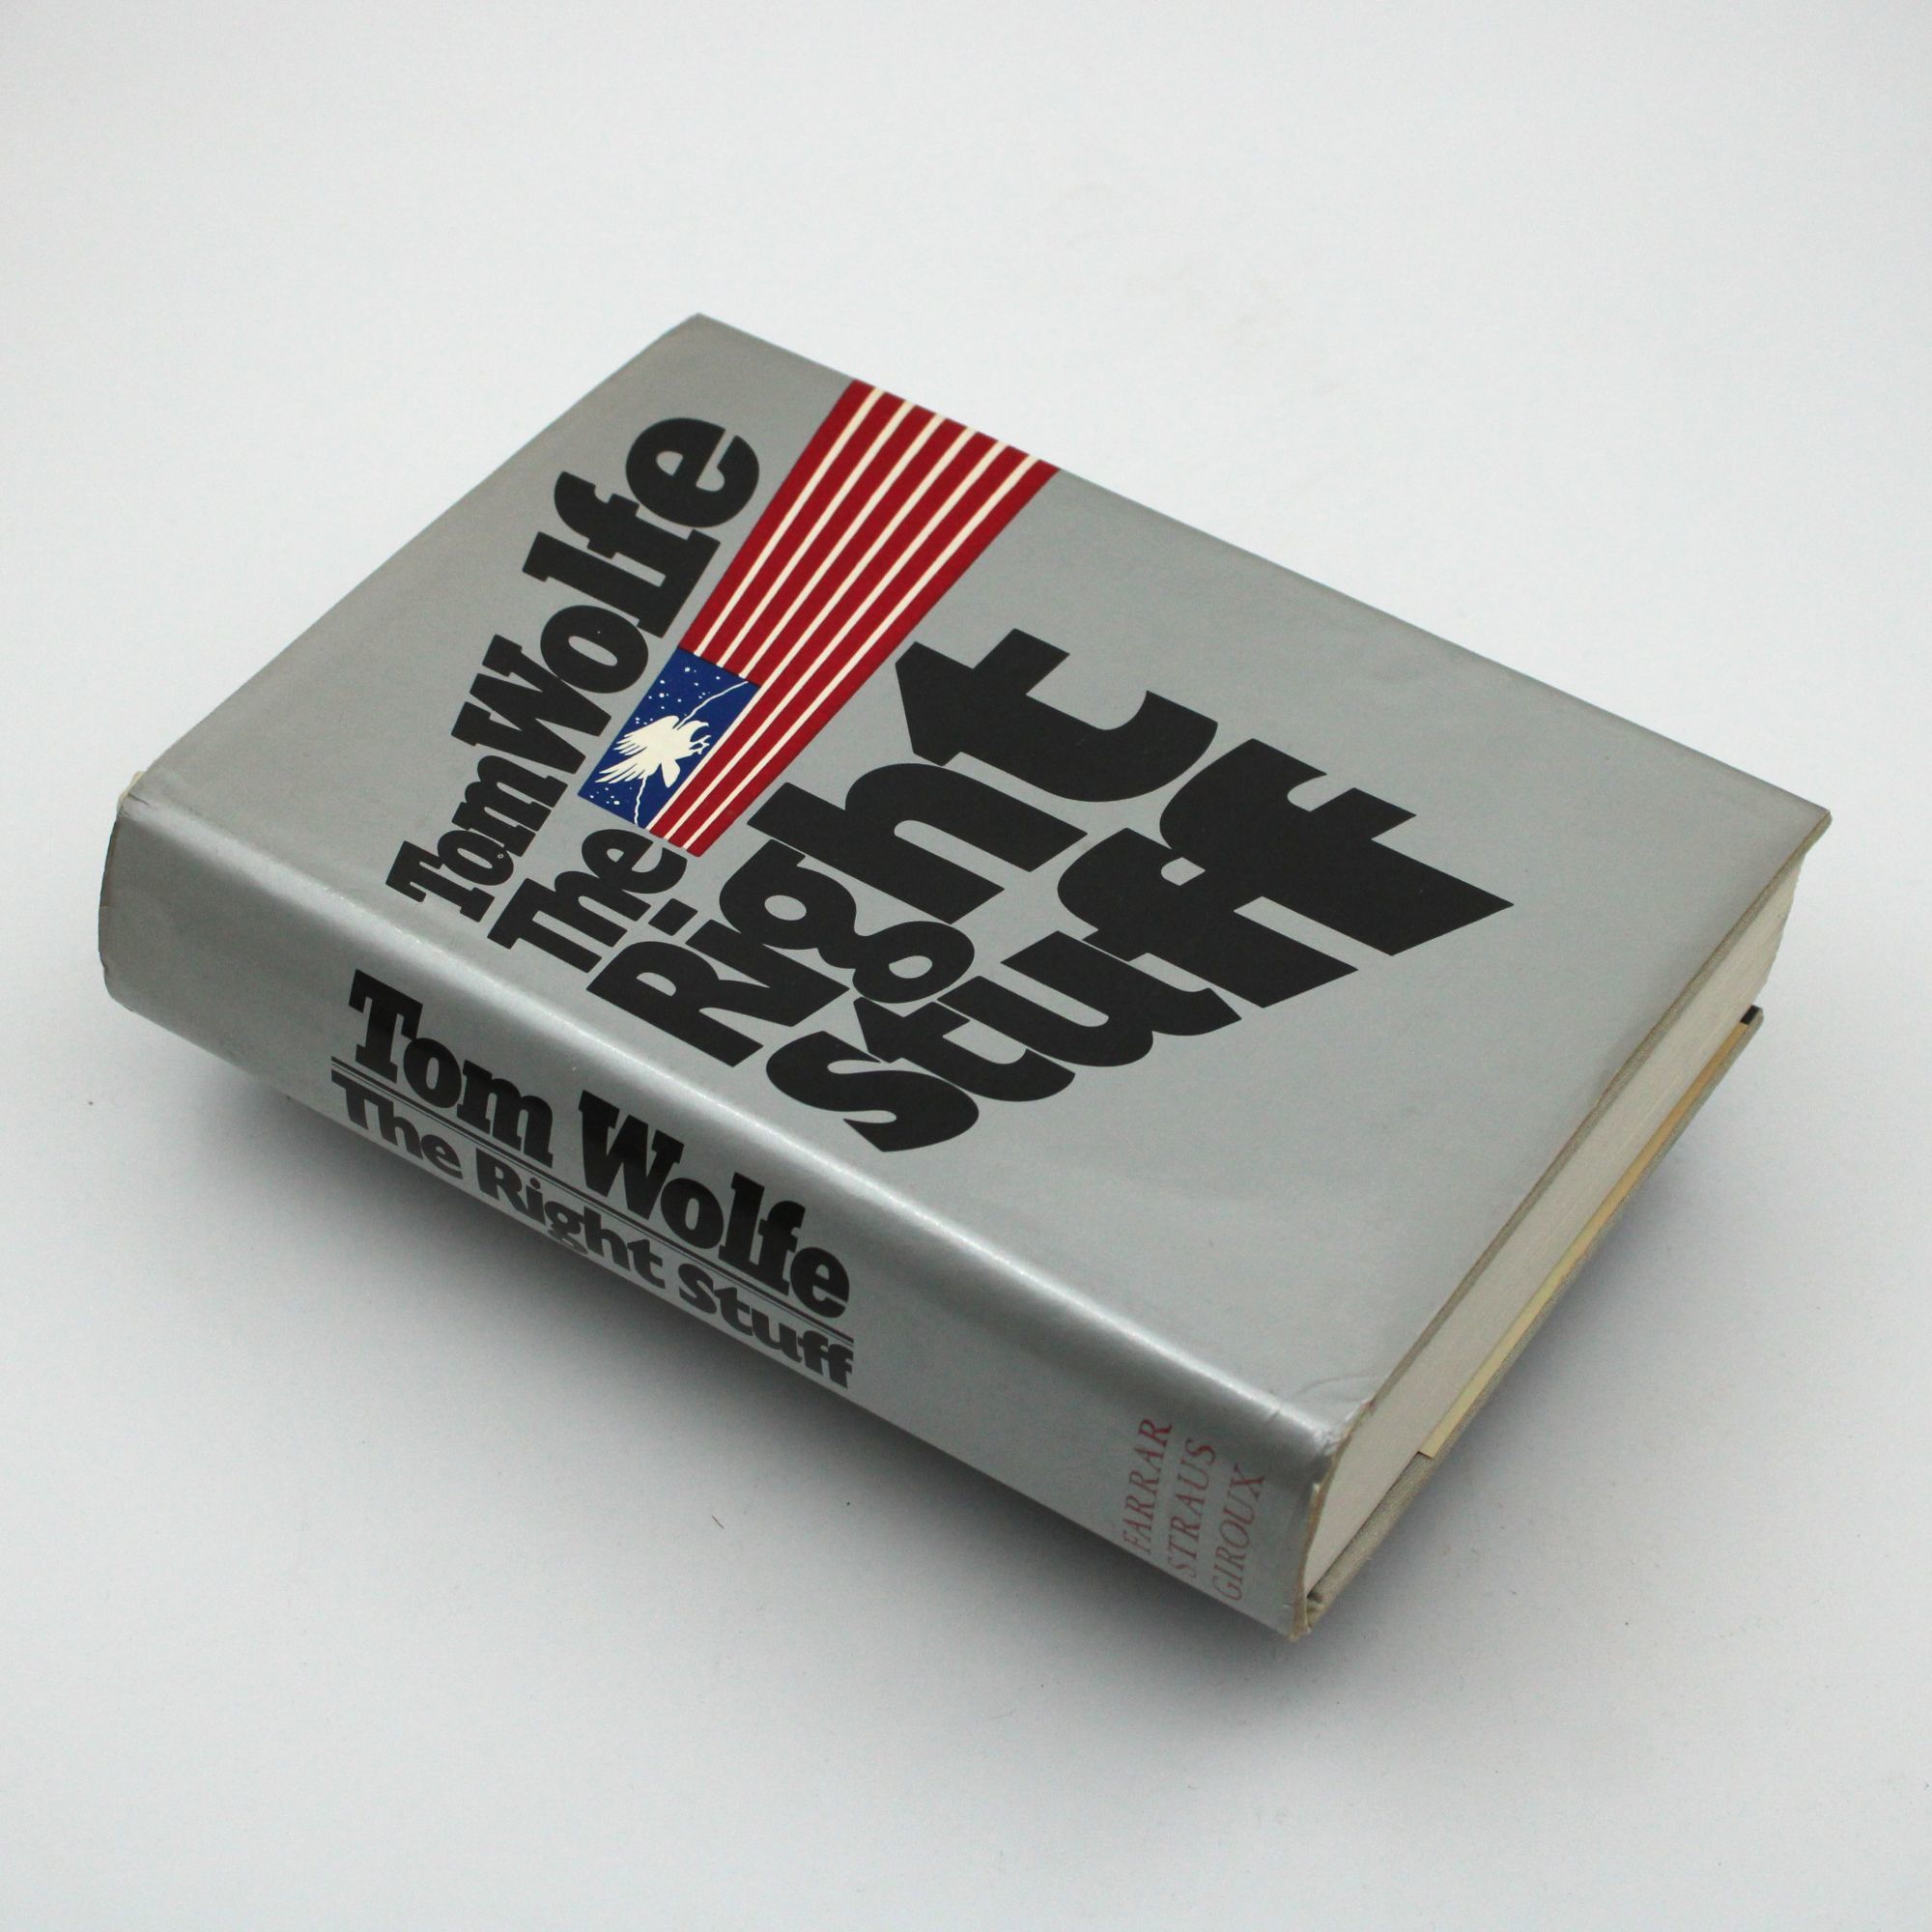 Tom Wolfe
The
Right
Stuff
Tom Wolfe
The Right Stuff
FARRAR
STRAUS
GIROUX